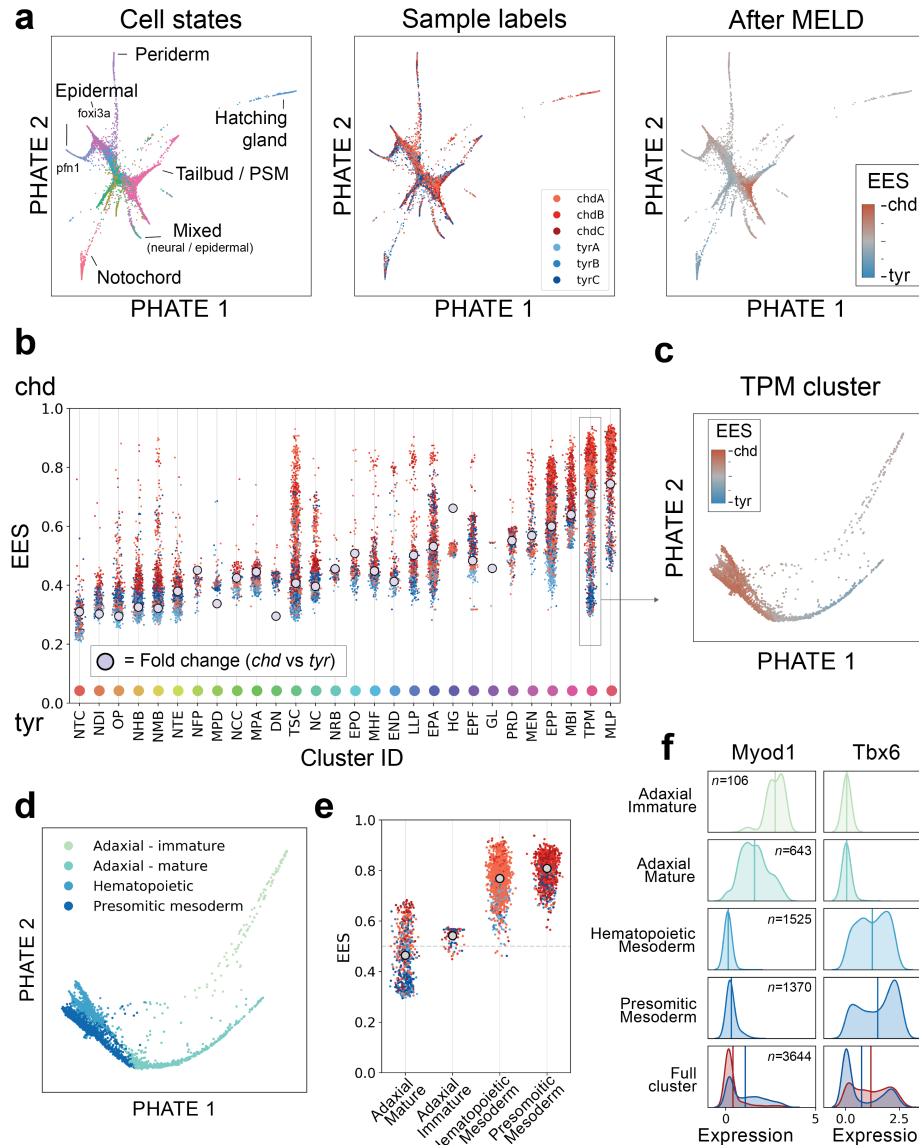 a
Cell states
Sample labels
After MELD
Periderm
Epidermal
foxi3a
Hatching
gland
pfn1
Tailbud / PSM
Mixed
(neural / epidermal)
Notochord
PHATE 2
PHATE 1
PHATE 2
chdA
chdB
chdC
tyrA
tyrB
tyrC
PHATE 1
PHATE 2
EES
-chd
-tyr
PHATE 1
b
chd
1.0
0.8
0.6
0.4
0.2
0.0
EES
= Fold change (chd vs tyr)
tyr
NTC NDI OP NHB NMB NTE NFP MPD NCC MPA DN TSC NC NRB EPO MHF END LLP EPA HG EPF GL PRD MEN EPP MBI TPM MLP
Cluster ID
c
TPM cluster
EES
-chd
-tyr
PHATE 2
PHATE 1
d
Adaxial - immature
Adaxial - mature
Hematopoietic
Presomitic mesoderm
PHATE 2
PHATE 1
e
1.0
0.8
0.6
0.4
0.2
0.0
EES
Adaxial
Mature
Adaxial
Immature
Hematopoietic
Mesoderm
Presomoitic
Mesoderm
f
Myod1
Tbx6
Adaxial
Immature
n=106
Adaxial
Mature
n=643
Hematopoietic
Mesoderm
n=1525
Presomitic
Mesoderm
n=1370
Full
cluster
n=3644
0 5
0.0 2.5
Expression
Expressio